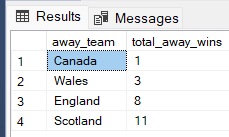 Results Messages
away_team total_away_wins
1 Canada 1
2 Wales 3
3 England 8
4 Scotland 11